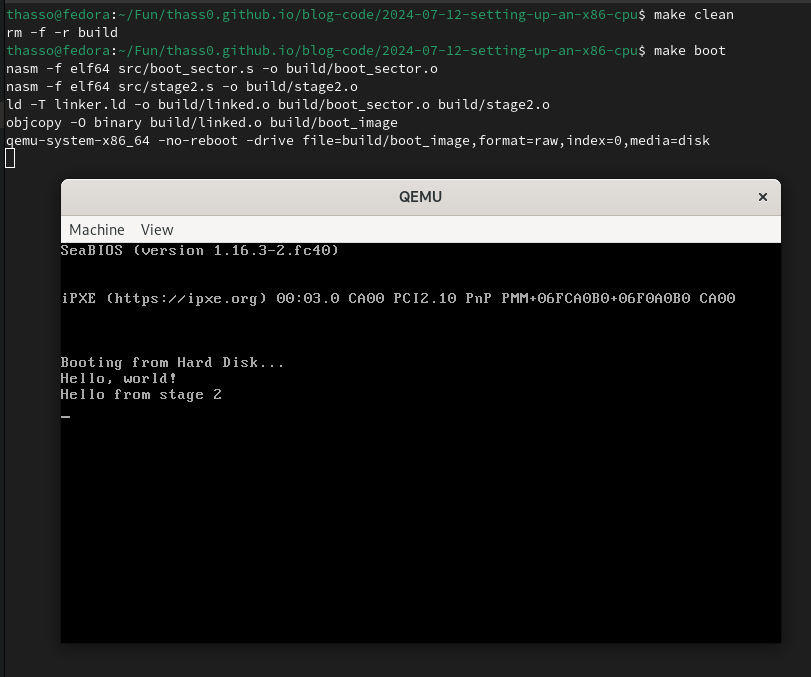 thasso@fedora:~/Fun/thass0.github.io/blog-code/2024-07-12-setting-up-an-x86-cpu$ make clean
rm -f -r build
thasso@fedora:~/Fun/thass0.github.io/blog-code/2024-07-12-setting-up-an-x86-cpu$ make boot
nasm -f elf64 src/boot_sector.s -o build/boot_sector.o
nasm -f elf64 src/stage2.s -o build/stage2.o
ld -T linker.ld -o build/linked.o build/boot_sector.o build/stage2.o
objcopy -O binary build/linked.o build/boot_image
qemu-system-x86_64 -no-reboot -drive file=build/boot_image,format=raw,index=0,media=disk
QEMU ×
Machine View
SeaBIOS (version 1.16.3-2.fc40)
iPXE (https://ipxe.org) 00:03.0 CA00 PCI2.10 PnP PMM+06FCA0B0+06F0A0B0 CA00
Booting from Hard Disk...
Hello, world!
Hello from stage 2
_